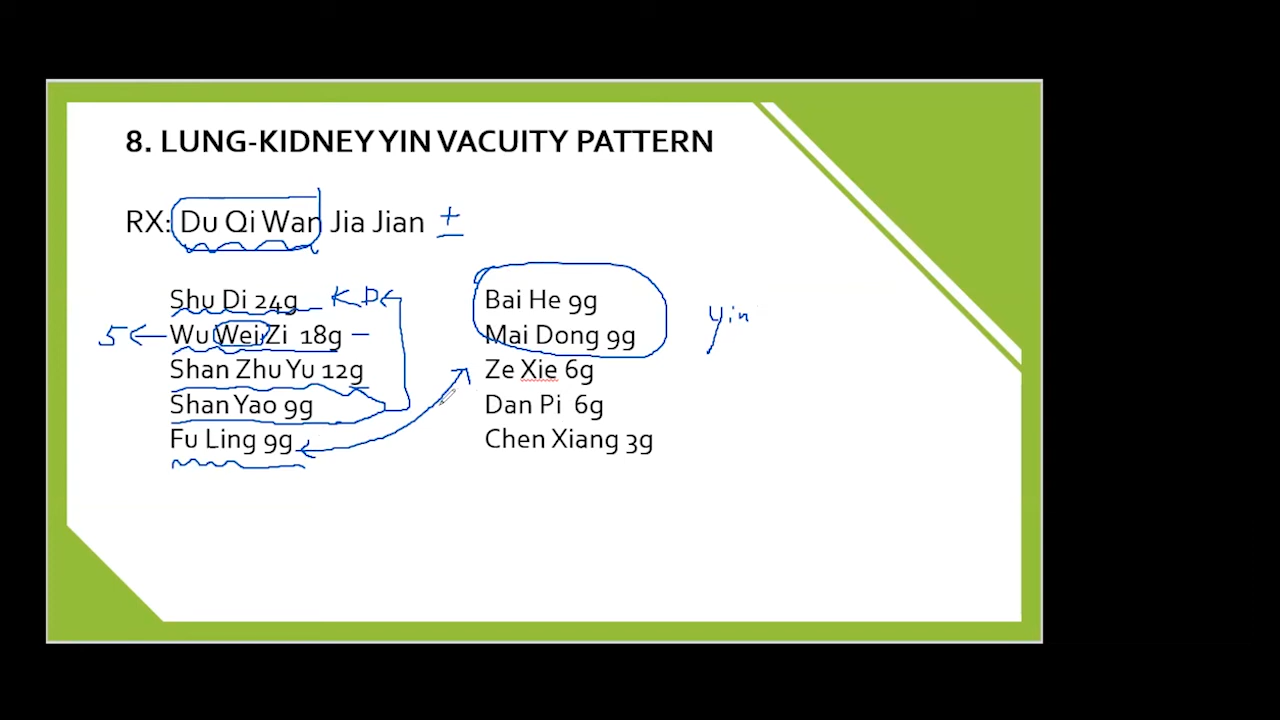 8. LUNG-KIDNEY YIN VACUITY PATTERN
RX: Du Qi Wan Jia Jian +
Shu Di 24g KD
5 Wu Wei Zi 18g
Shan Zhu Yu 12g
Shan Yao 9g
Fu Ling 9g
Bai He 9g
Mai Dong 9g
Yin
Ze Xie 6g
Dan Pi 6g
Chen Xiang 3g